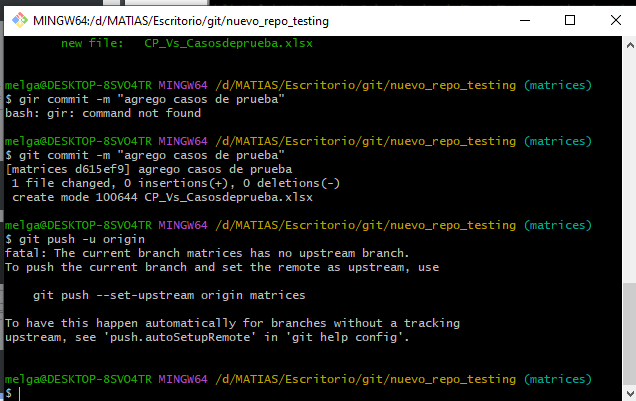 MINGW64:/d/MATIAS/Escritorio/git/nuevo_repo_testing
new file:   CP_Vs_Casosdeprueba.xlsx
melga@DESKTOP-8SVO4TR MINGW64 /d/MATIAS/Escritorio/git/nuevo_repo_testing (matrices)
$ gir commit -m "agrego casos de prueba"
bash: gir: command not found
melga@DESKTOP-8SVO4TR MINGW64 /d/MATIAS/Escritorio/git/nuevo_repo_testing (matrices)
$ git commit -m "agrego casos de prueba"
[matrices d615ef9] agrego casos de prueba
 1 file changed, 0 insertions(+), 0 deletions(-)
 create mode 100644 CP_Vs_Casosdeprueba.xlsx
melga@DESKTOP-8SVO4TR MINGW64 /d/MATIAS/Escritorio/git/nuevo_repo_testing (matrices)
$ git push -u origin
fatal: The current branch matrices has no upstream branch.
To push the current branch and set the remote as upstream, use
    git push --set-upstream origin matrices
To have this happen automatically for branches without a tracking
upstream, see 'push.autoSetupRemote' in 'git help config'.
melga@DESKTOP-8SVO4TR MINGW64 /d/MATIAS/Escritorio/git/nuevo_repo_testing (matrices)
$